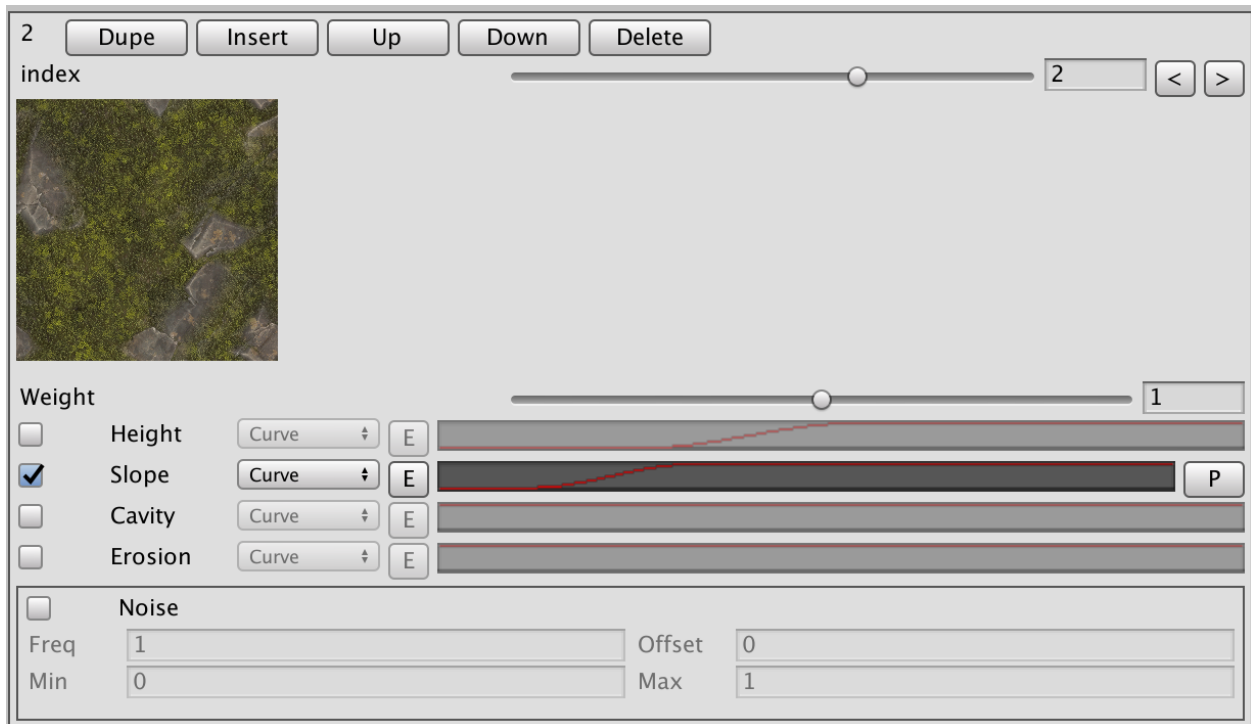 2 Dupe Insert Up Down Delete
index 2 < >
Weight 1
Height Curve E
Slope Curve E P
Cavity Curve E
Erosion Curve E
Noise
Freq 1 Offset 0
Min 0 Max 1